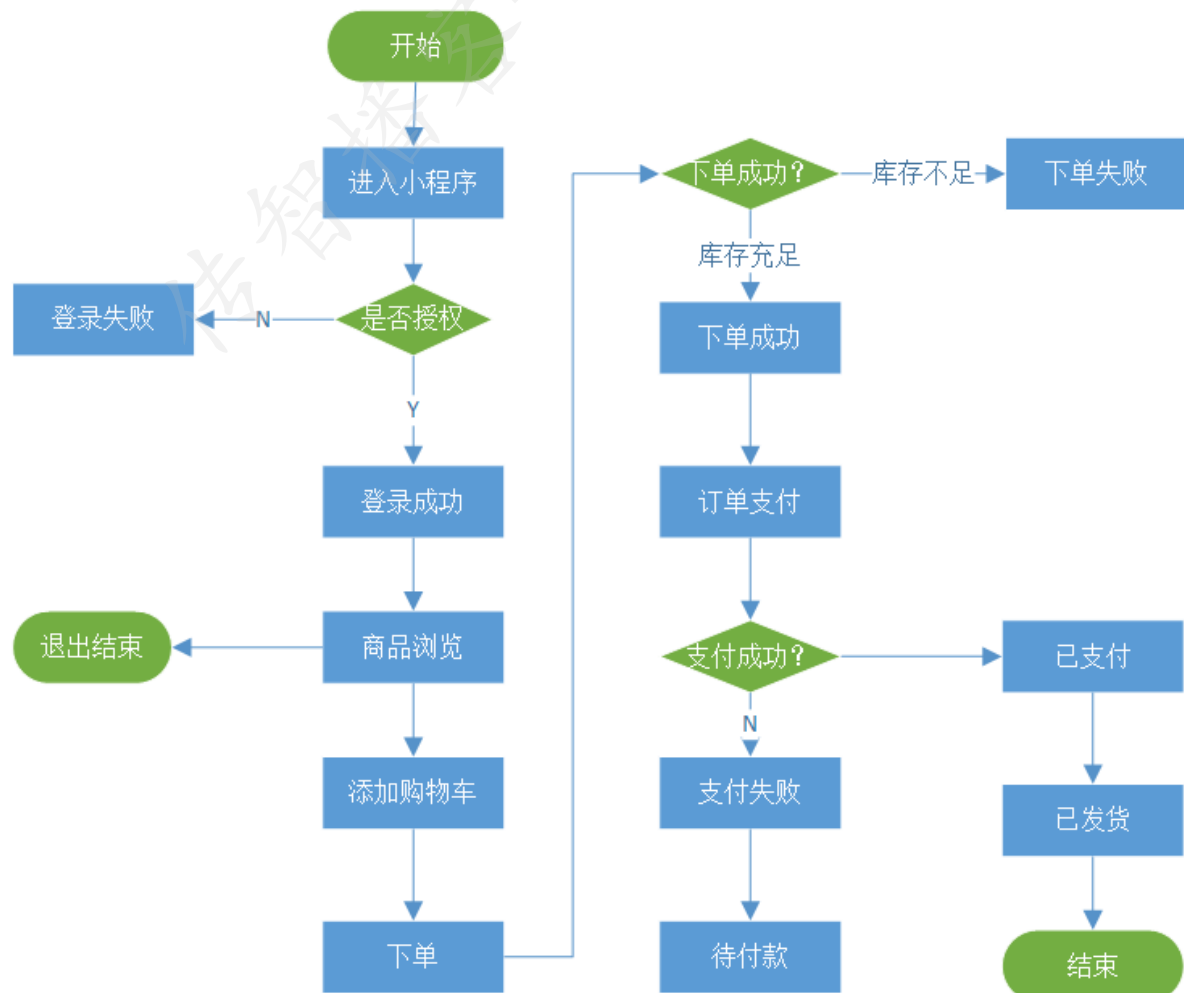 开始
进入小程序
是否授权
N
登录失败
Y
登录成功
商品浏览
退出结束
添加购物车
下单
下单成功?
库存不足
下单失败
库存充足
下单成功
订单支付
支付成功?
已支付
N
支付失败
已发货
待付款
结束
传智播客